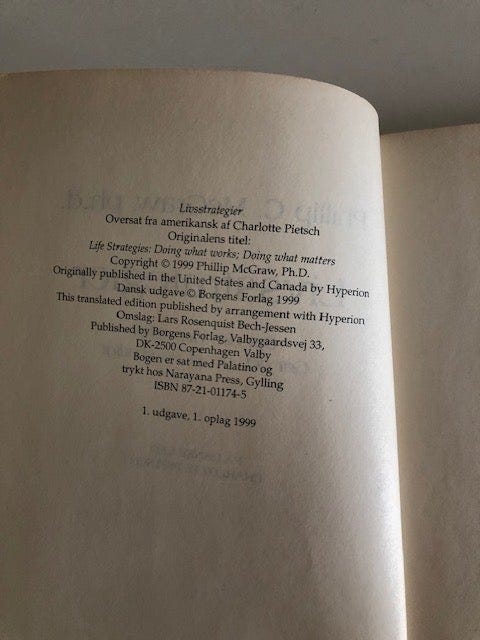 Livsstrategier
Oversat fra amerikansk af Charlotte Pietsch
Originalens titel:
Life Strategies: Doing what works; Doing what matters
Copyright © 1999 Phillip McGraw, Ph.D.
Originally published in the United States and Canada by Hyperion
Dansk udgave © Borgens Forlag 1999
This translated edition published by arrangement with Hyperion
Omslag: Lars Rosenquist Bech-Jessen
Published by Borgens Forlag, Valbygaardsvej 33,
DK-2500 Copenhagen Valby
Bogen er sat med Palatino og
trykt hos Narayana Press, Gylling
ISBN 87-21-01174-5
1. udgave, 1. oplag 1999